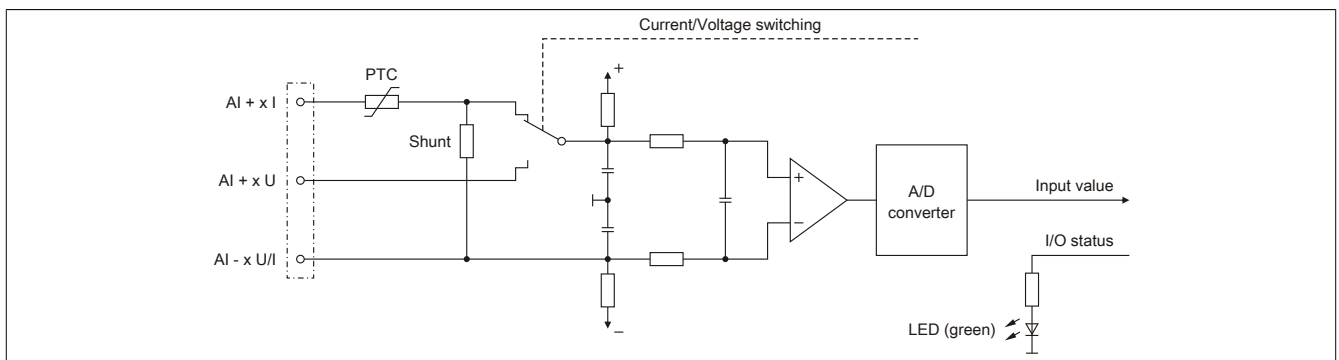 Current/Voltage switching
PTC
+
AI + x I
Shunt
AI + x U
+
A/D
converter
Input value
−
I/O status
AI - x U/I
LED (green)
−